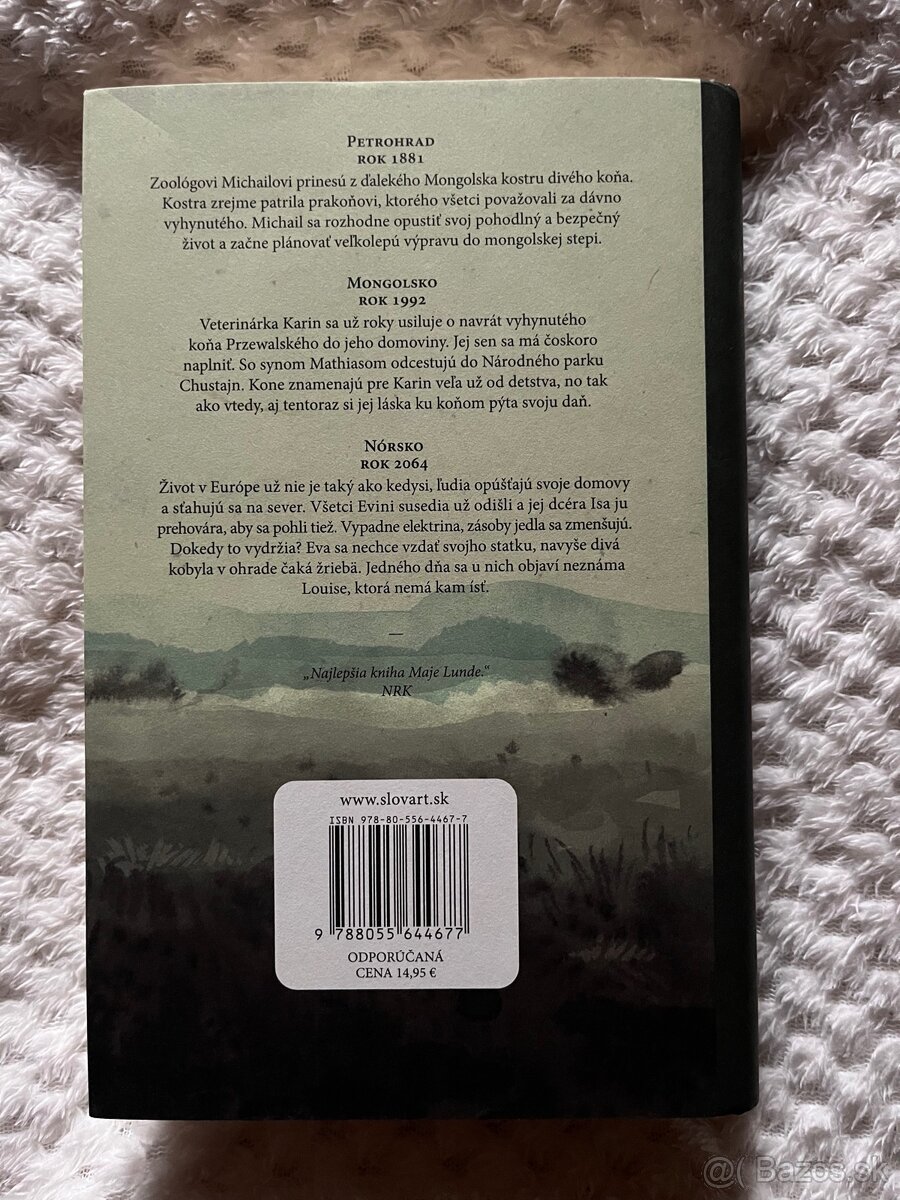 PETROHRAD
ROK 1881
Zoológovi Michailovi prinesú z ďalekého Mongolska kostru divého koňa.
Kostra zrejme patrila prakoňovi, ktorého všetci považovali za dávno
vyhynutého. Michail sa rozhodne opustiť svoj pohodlný a bezpečný
život a začne plánovať veľkolepú výpravu do mongolskej stepi.
MONGOLSKO
ROK 1992
Veterinárka Karin sa už roky usiluje o navrát vyhynutého
koňa Przewalského do jeho domoviny. Jej sen sa má čoskoro
naplniť. So synom Mathiasom odcestujú do Národného parku
Chustajn. Kone znamenajú pre Karin veľa už od detstva, no tak
ako vtedy, aj tentoraz si jej láska ku koňom pýta svoju daň.
NÓRSKO
ROK 2064
Život v Európe už nie je taký ako kedysi, ľudia opúšťajú svoje domovy
a sťahujú sa na sever. Všetci Evini susedia už odišli a jej dcéra Isa ju
prehovára, aby sa pohli tiež. Vypadne elektrina, zásoby jedla sa zmenšujú.
Dokedy to vydržia? Eva sa nechce vzdať svojho statku, navyše divá
kobyla v ohrade čaká žriebä. Jedného dňa sa u nich objaví neznáma
Louise, ktorá nemá kam ísť.
—
„Najlepšia kniha Maje Lunde.“
NRK
www.slovart.sk
ISBN 978-80-556-4467-7
9 788055 644677
ODPORÚČANÁ
CENA 14,95 €
@( Bazos.sk